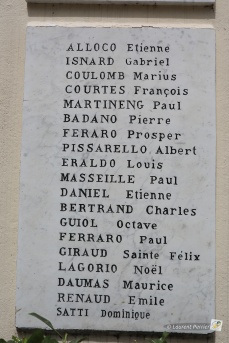 ALLOCO Etienne
ISNARD Gabriel
COULOMB Marius
COURTES François
MARTINENG Paul
BADANO Pierre
FERARO Prosper
PISSARELLO Albert
ERALDO Louis
MASSEILLE Paul
DANIEL Etienne
BERTRAND Charles
GUIOL Octave
FERRARO Paul
GIRAUD Sainte Félix
LAGORIO Noël
DAUMAS Maurice
RENAUD Emile
SATTI Dominique
© Laurent